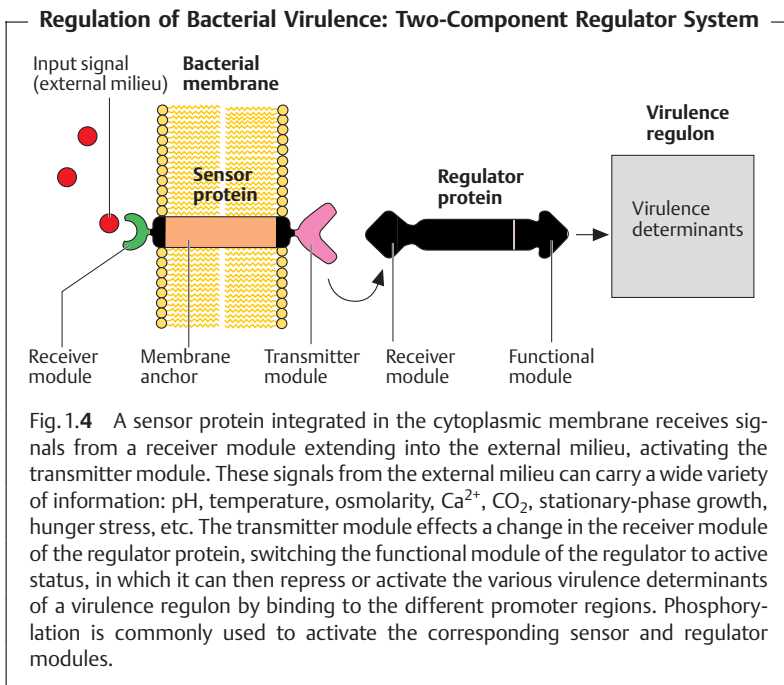 Regulation of Bacterial Virulence: Two-Component Regulator System
Input signal
(external milieu)
Bacterial
membrane
Virulence
regulon
Sensor
protein
Regulator
protein
Virulence
determinants
Receiver
module
Membrane
anchor
Transmitter
module
Receiver
module
Functional
module
Fig. 1.4 A sensor protein integrated in the cytoplasmic membrane receives sig-
nals from a receiver module extending into the external milieu, activating the
transmitter module. These signals from the external milieu can carry a wide variety
of information: pH, temperature, osmolarity, Ca²⁺, CO₂, stationary-phase growth,
hunger stress, etc. The transmitter module effects a change in the receiver module
of the regulator protein, switching the functional module of the regulator to active
status, in which it can then repress or activate the various virulence determinants
of a virulence regulon by binding to the different promoter regions. Phosphory-
lation is commonly used to activate the corresponding sensor and regulator
modules.